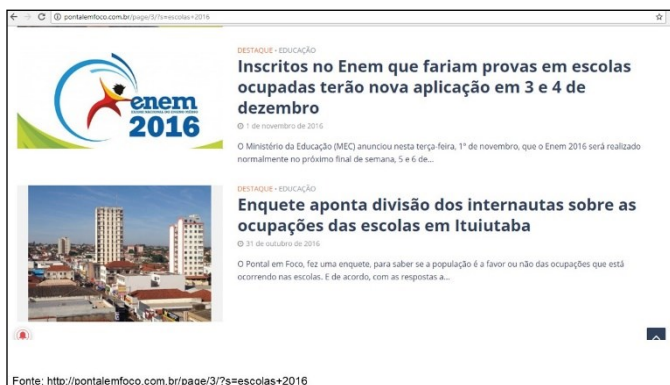 pontalemfoco.com.br/page/3/?s=escolas+2016
DESTAQUE • EDUCAÇÃO
Inscritos no Enem que fariam provas em escolas
ocupadas terão nova aplicação em 3 e 4 de
dezembro
1 de novembro de 2016
O Ministério da Educação (MEC) anunciou nesta terça-feira, 1º de novembro, que o Enem 2016 será realizado
normalmente no próximo final de semana, 5 e 6 de...
enem
EXAME NACIONAL DO ENSINO MÉDIO
2016
DESTAQUE • EDUCAÇÃO
Enquete aponta divisão dos internautas sobre as
ocupações das escolas em Ituiutaba
31 de outubro de 2016
O Pontal em Foco, fez uma enquete, para saber se a população é a favor ou não das ocupações que está
ocorrendo nas escolas. E de acordo, com as respostas a...
Fonte: http://pontalemfoco.com.br/page/3/?s=escolas+2016